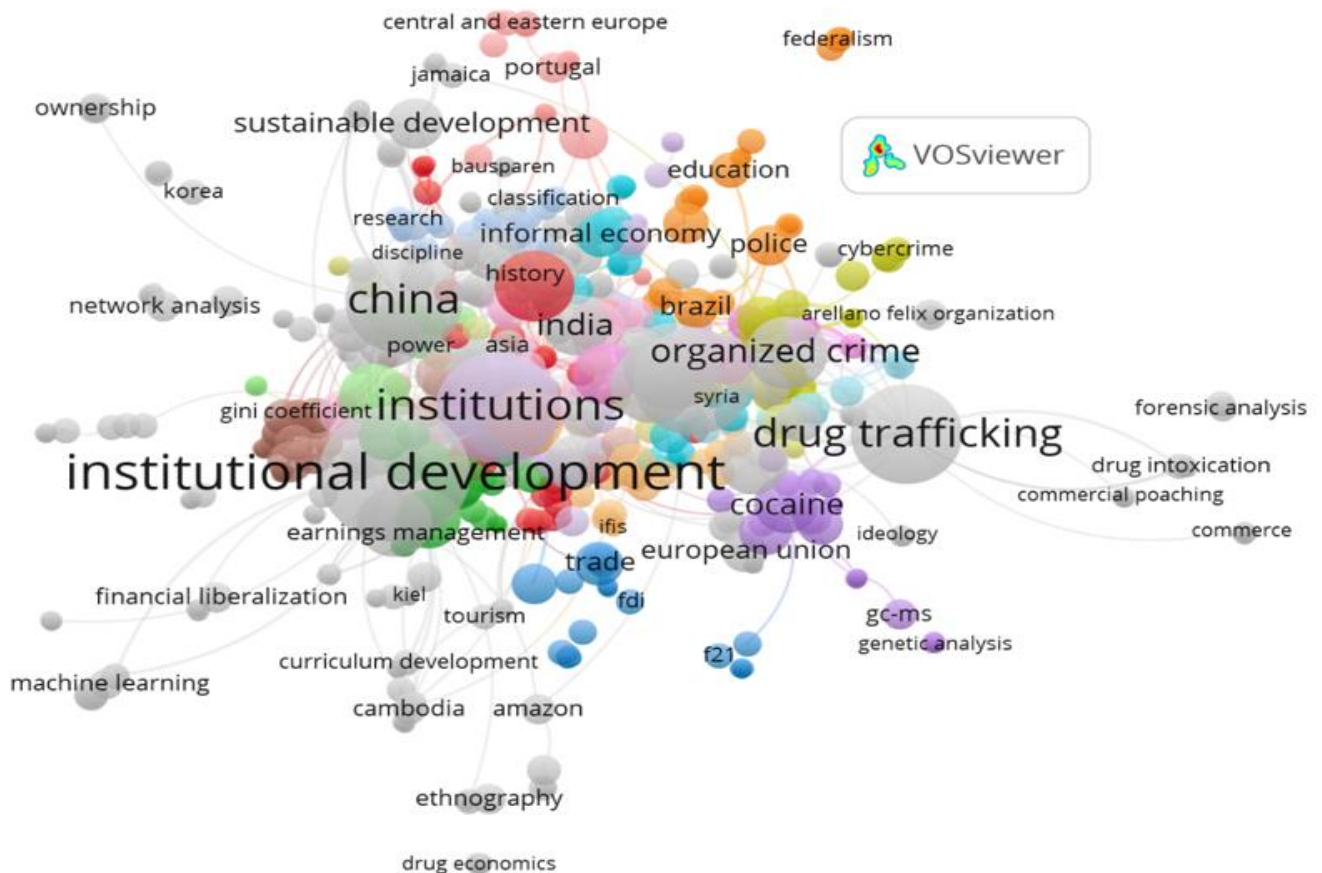 central and eastern europe
federalism
jamaica
portugal
ownership
sustainable development
VOSviewer
bausparen
education
korea
classification
research
informal economy
police
cybercrime
discipline
history
china
network analysis
brazil
arellano felix organization
india
power
asia
organized crime
syria
institutions
gini coefficient
forensic analysis
drug trafficking
institutional development
drug intoxication
commercial poaching
cocaine
earnings management
ifis
ideology
commerce
european union
trade
financial liberalization
kiel
fdi
tourism
gc-ms
genetic analysis
curriculum development
f21
machine learning
cambodia
amazon
ethnography
drug economics